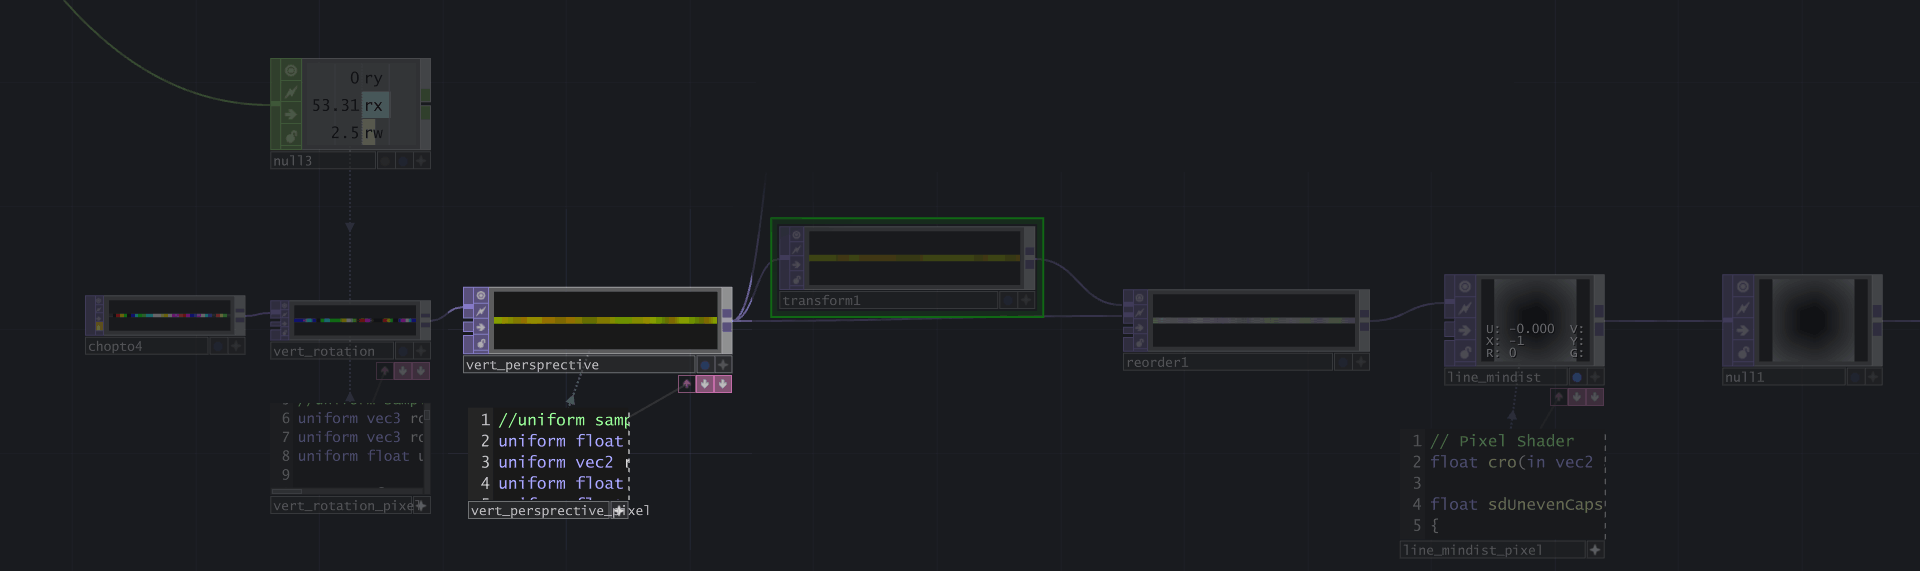 0 ry
53.31 rx
2.5 rw
null3
chopto4
vert_rotation
6 uniform vec3
7 uniform vec3
8 uniform float
9
vert_rotation_pixel
vert_persprective
1 //uniform samp
2 uniform float
3 uniform vec2
4 uniform float
vert_persprective_pixel
transform1
reorder1
U: -0.000 V:
X: -1 Y:
R: 0 G:
line_mindist
1 // Pixel Shader
2 float cro(in vec2
3
4 float sdUnevenCaps
5 {
line_mindist_pixel
null1